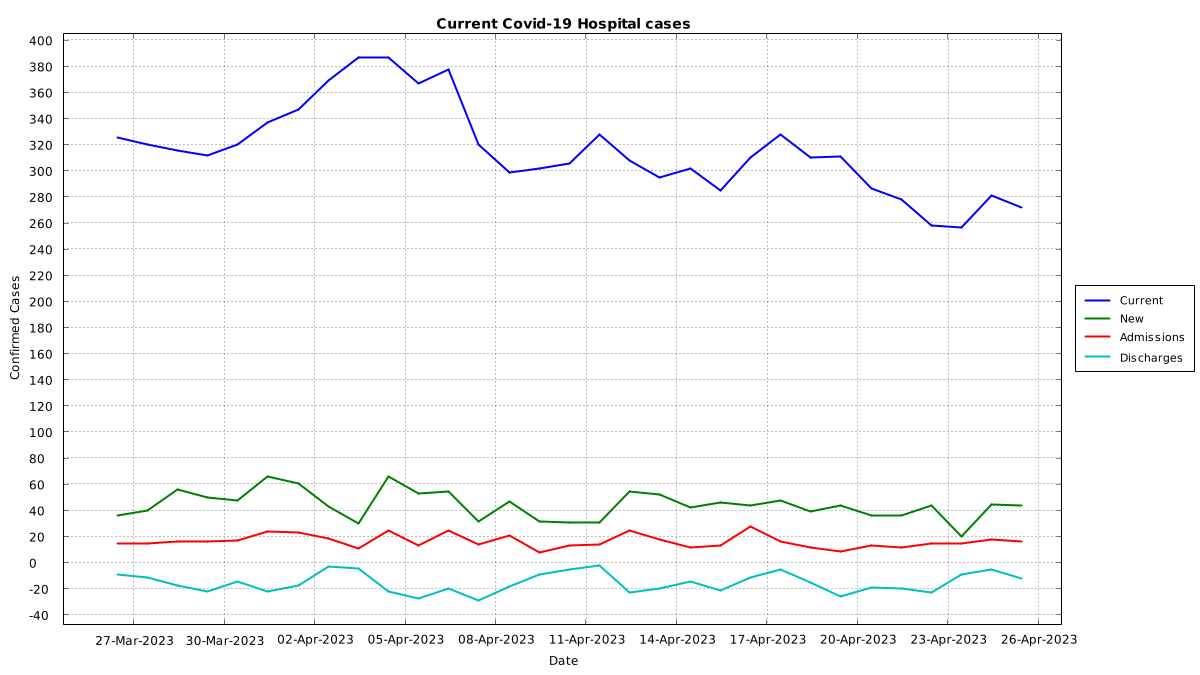 Current Covid-19 Hospital cases
400
380
360
340
320
300
280
260
240
220
200
180
160
140
120
100
80
60
40
20
0
-20
-40
Confirmed Cases
27-Mar-2023 30-Mar-2023 02-Apr-2023 05-Apr-2023 08-Apr-2023 11-Apr-2023 14-Apr-2023 17-Apr-2023 20-Apr-2023 23-Apr-2023 26-Apr-2023
Date
Current
New
Admissions
Discharges